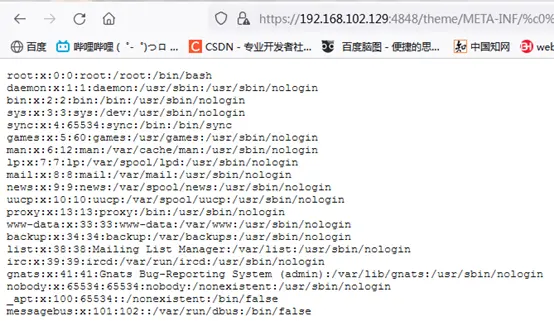 https://192.168.102.129:4848/theme/META-INF/%c0%
百度 哔哩哔哩 ( ゜- ゜)つロ CSDN - 专业开发者社... 百度脑图 - 便捷的思... 中国知网 web
root:x:0:0:root:/root:/bin/bash
daemon:x:1:1:daemon:/usr/sbin:/usr/sbin/nologin
bin:x:2:2:bin:/bin:/usr/sbin/nologin
sys:x:3:3:sys:/dev:/usr/sbin/nologin
sync:x:4:65534:sync:/bin:/bin/sync
games:x:5:60:games:/usr/games:/usr/sbin/nologin
man:x:6:12:man:/var/cache/man:/usr/sbin/nologin
lp:x:7:7:lp:/var/spool/lpd:/usr/sbin/nologin
mail:x:8:8:mail:/var/mail:/usr/sbin/nologin
news:x:9:9:news:/var/spool/news:/usr/sbin/nologin
uucp:x:10:10:uucp:/var/spool/uucp:/usr/sbin/nologin
proxy:x:13:13:proxy:/bin:/usr/sbin/nologin
www-data:x:33:33:www-data:/var/www:/usr/sbin/nologin
backup:x:34:34:backup:/var/backups:/usr/sbin/nologin
list:x:38:38:Mailing List Manager:/var/list:/usr/sbin/nologin
irc:x:39:39:ircd:/var/run/ircd:/usr/sbin/nologin
gnats:x:41:41:Gnats Bug-Reporting System (admin):/var/lib/gnats:/usr/sbin/nologin
nobody:x:65534:65534:nobody:/nonexistent:/usr/sbin/nologin
_apt:x:100:65534::/nonexistent:/bin/false
messagebus:x:101:102::/var/run/dbus:/bin/false